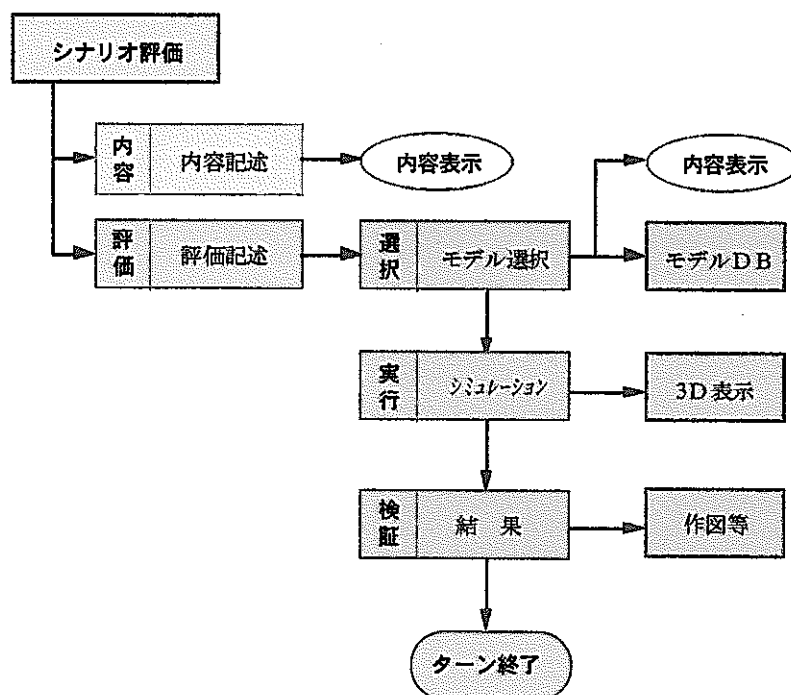 シナリオ評価
内容
内容記述
内容表示
内容表示
評価
評価記述
選択
モデル選択
モデルDB
実行
シミュレーション
3D表示
検証
結　果
作図等
ターン終了